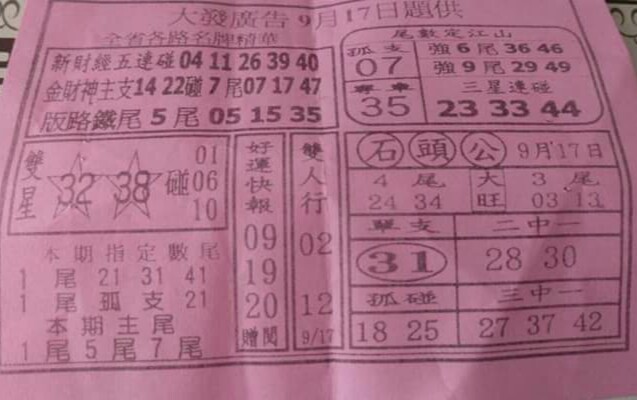 大發廣告9月17日題供
全省各路名牌精華
新財經五連碰 04 11 26 39 40
金財神主支14 22碰 7 尾07 17 47
版路鐵尾 5 尾 05 15 35
尾數定江山
孤支
07
強 6 尾 36 46
強 9 尾 29 49
專車
35
三星連碰
23 33 44
雙星
32 38
碰
01
06
10
本期指定數尾
1 尾 21 31 41
1 尾 孤 支 21
本期主尾
1 尾 5 尾 7 尾
好運快報
09
19
20
贈閱
雙人行
02
12
9/17
石頭公 9月17日
4 尾
24 34
大旺
3 尾
03 13
單支
31
二中一
28 30
孤碰
18 25
三中一
27 37 42